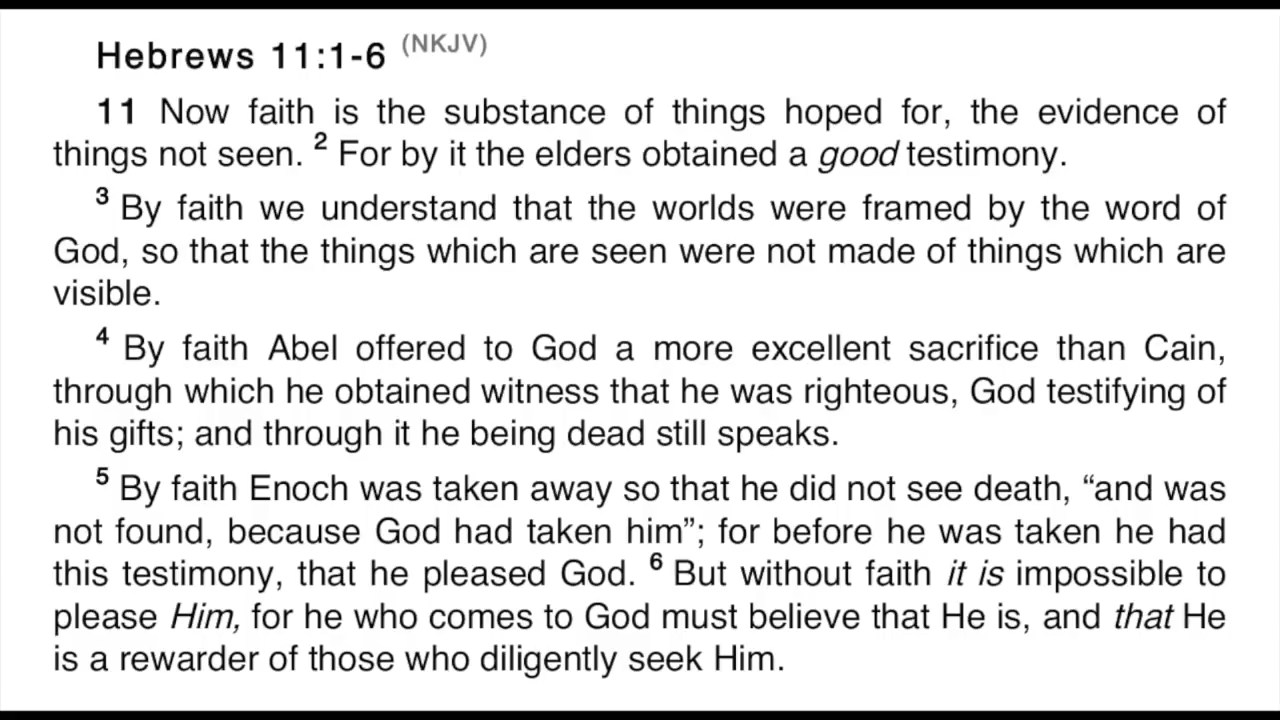 Hebrews 11:1-6 (NKJV)
11 Now faith is the substance of things hoped for, the evidence of
things not seen. 2 For by it the elders obtained a good testimony.
3 By faith we understand that the worlds were framed by the word of
God, so that the things which are seen were not made of things which are
visible.
4 By faith Abel offered to God a more excellent sacrifice than Cain,
through which he obtained witness that he was righteous, God testifying of
his gifts; and through it he being dead still speaks.
5 By faith Enoch was taken away so that he did not see death, “and was
not found, because God had taken him”; for before he was taken he had
this testimony, that he pleased God. 6 But without faith it is impossible to
please Him, for he who comes to God must believe that He is, and that He
is a rewarder of those who diligently seek Him.